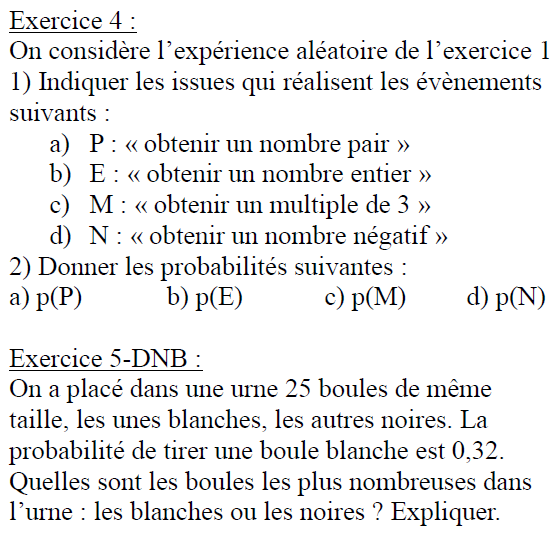 Exercice 4 :
On considère l’expérience aléatoire de l’exercice 1
1) Indiquer les issues qui réalisent les évènements
suivants :
a) P : « obtenir un nombre pair »
b) E : « obtenir un nombre entier »
c) M : « obtenir un multiple de 3 »
d) N : « obtenir un nombre négatif »
2) Donner les probabilités suivantes :
a) p(P) b) p(E) c) p(M) d) p(N)
Exercice 5-DNB :
On a placé dans une urne 25 boules de même
taille, les unes blanches, les autres noires. La
probabilité de tirer une boule blanche est 0,32.
Quelles sont les boules les plus nombreuses dans
l’urne : les blanches ou les noires ? Expliquer.